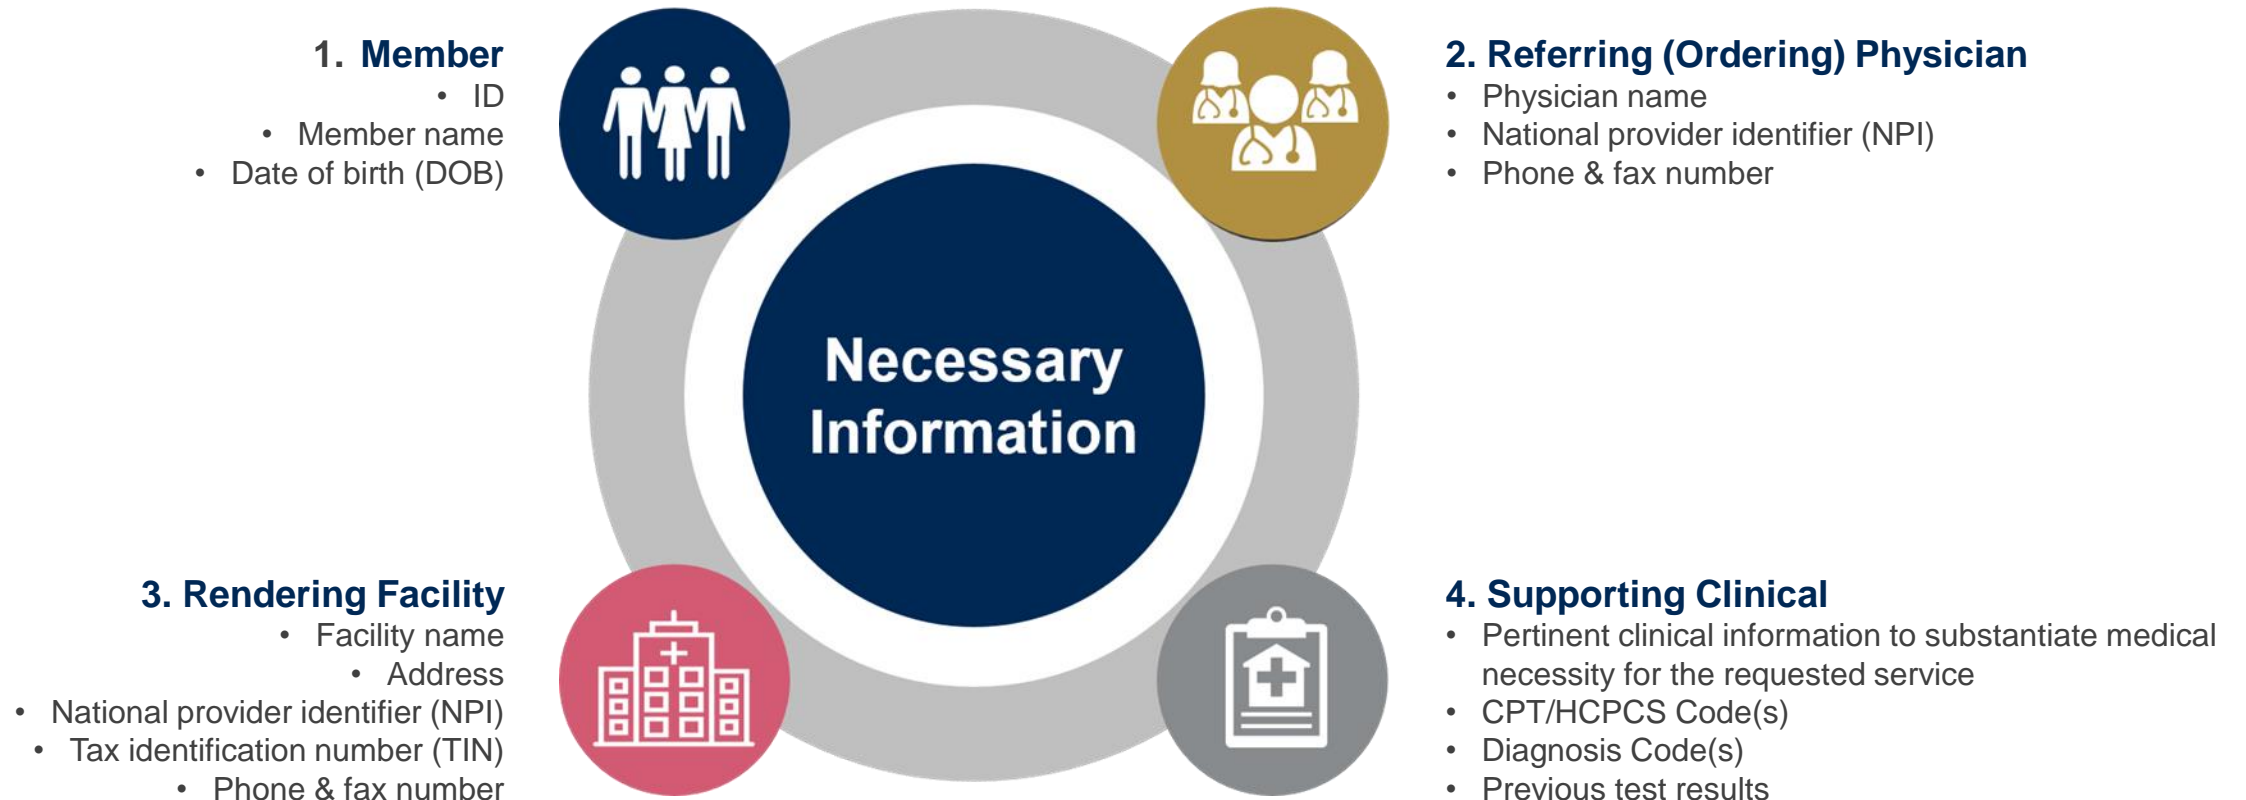 1. Member
• ID
• Member name
• Date of birth (DOB)
2. Referring (Ordering) Physician
• Physician name
• National provider identifier (NPI)
• Phone & fax number
Necessary
Information
3. Rendering Facility
• Facility name
• Address
• National provider identifier (NPI)
• Tax identification number (TIN)
• Phone & fax number
4. Supporting Clinical
• Pertinent clinical information to substantiate medical
necessity for the requested service
• CPT/HCPCS Code(s)
• Diagnosis Code(s)
• Previous test results